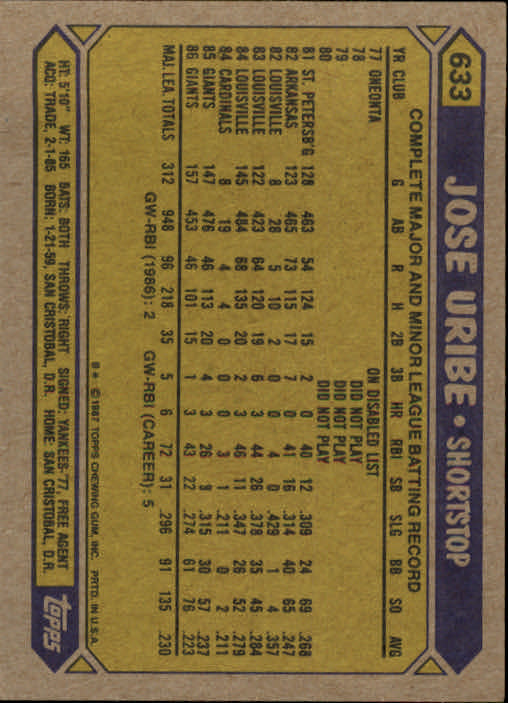 633
JOSE URIBE • SHORTSTOP
COMPLETE MAJOR AND MINOR LEAGUE BATTING RECORD
YR CLUB G AB R H 2B 3B HR RBI SB SLG BB SO AVG
77 ONEONTA ON DISABLED LIST
78 DID NOT PLAY
79 DID NOT PLAY
80 DID NOT PLAY
81 ST. PETERSB'G 128 463 54 124 15 2 0 40 12 .309 24 69 .268
82 ARKANSAS 123 465 73 115 17 7 0 41 16 .314 40 65 .247
82 LOUISVILLE 8 28 5 10 2 0 0 4 0 .429 1 4 .357
83 LOUISVILLE 122 423 64 120 19 6 3 44 26 .378 35 45 .284
84 LOUISVILLE 145 484 68 135 20 2 3 46 11 .347 26 52 .279
84 CARDINALS 8 19 4 4 0 0 0 3 1 .211 0 2 .211
85 GIANTS 147 476 46 113 20 4 3 26 8 .315 30 57 .237
86 GIANTS 157 453 46 101 15 1 3 43 22 .274 61 76 .223
MAJ. LEA. TOTALS 312 948 96 218 35 5 6 72 31 .296 91 135 .230
GW-RBI (1986): 2 GW-RBI (CAREER): 5
B* © 1987 TOPPS CHEWING GUM, INC. PRTD. IN U.S.A.
HT: 5'10" WT: 165 BATS: BOTH THROWS: RIGHT SIGNED: YANKEES-'77, FREE AGENT
ACQ: TRADE, 2-1-85 BORN: 1-21-59, SAN CRISTOBAL, D.R. HOME: SAN CRISTOBAL, D.R.
topps